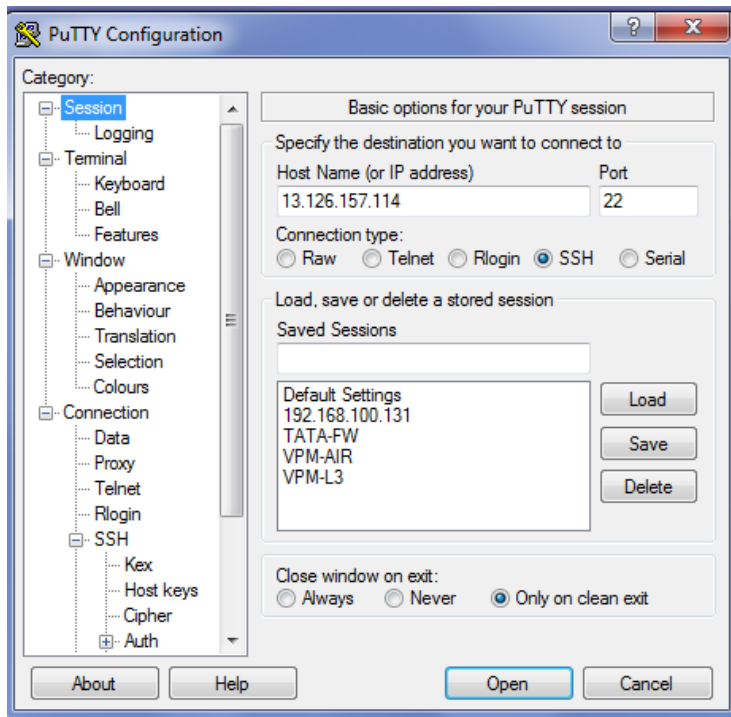 PuTTY Configuration
? X
Category:
Session
Logging
Terminal
Keyboard
Bell
Features
Window
Appearance
Behaviour
Translation
Selection
Colours
Connection
Data
Proxy
Telnet
Rlogin
SSH
Kex
Host keys
Cipher
Auth
Basic options for your PuTTY session
Specify the destination you want to connect to
Host Name (or IP address) Port
13.126.157.114 22
Connection type:
Raw Telnet Rlogin SSH Serial
Load, save or delete a stored session
Saved Sessions
Default Settings
192.168.100.131
TATA-FW
VPM-AIR
VPM-L3
Load
Save
Delete
Close window on exit:
Always Never Only on clean exit
About Help Open Cancel